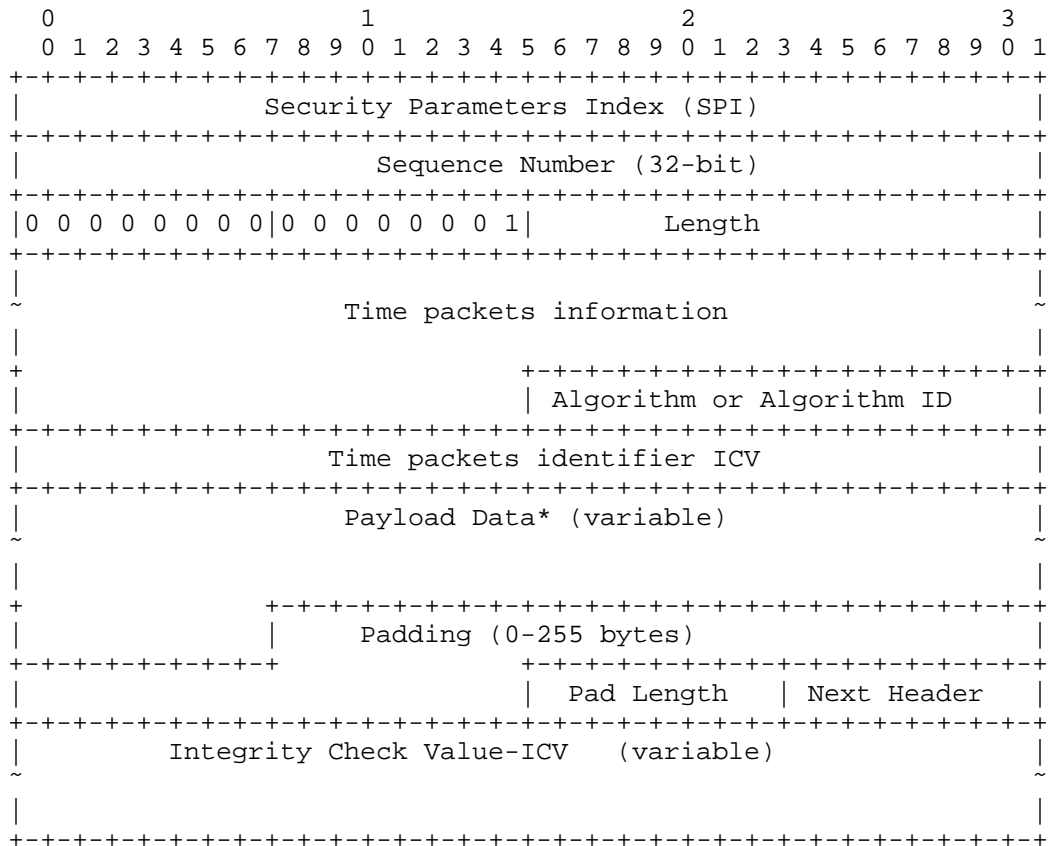 0                   1                   2                   3
 0 1 2 3 4 5 6 7 8 9 0 1 2 3 4 5 6 7 8 9 0 1 2 3 4 5 6 7 8 9 0 1
+-+-+-+-+-+-+-+-+-+-+-+-+-+-+-+-+-+-+-+-+-+-+-+-+-+-+-+-+-+-+-+-+
|               Security Parameters Index (SPI)                 |
+-+-+-+-+-+-+-+-+-+-+-+-+-+-+-+-+-+-+-+-+-+-+-+-+-+-+-+-+-+-+-+-+
|                      Sequence Number (32-bit)                 |
+-+-+-+-+-+-+-+-+-+-+-+-+-+-+-+-+-+-+-+-+-+-+-+-+-+-+-+-+-+-+-+-+
|0 0 0 0 0 0 0 0|0 0 0 0 0 0 0 1|        Length                 |
+-+-+-+-+-+-+-+-+-+-+-+-+-+-+-+-+-+-+-+-+-+-+-+-+-+-+-+-+-+-+-+-+
|                                                               |
~                    Time packets information                   ~
|                                                               |
+                               +-+-+-+-+-+-+-+-+-+-+-+-+-+-+-+-+
|                               | Algorithm or Algorithm ID     |
+-+-+-+-+-+-+-+-+-+-+-+-+-+-+-+-+-+-+-+-+-+-+-+-+-+-+-+-+-+-+-+-+
|                   Time packets identifier ICV                 |
+-+-+-+-+-+-+-+-+-+-+-+-+-+-+-+-+-+-+-+-+-+-+-+-+-+-+-+-+-+-+-+-+
|                    Payload Data* (variable)                   |
~                                                               ~
|                                                               |
+               +-+-+-+-+-+-+-+-+-+-+-+-+-+-+-+-+-+-+-+-+-+-+-+-+
|               |     Padding (0-255 bytes)                     |
+-+-+-+-+-+-+-+-+               +-+-+-+-+-+-+-+-+-+-+-+-+-+-+-+-+
|                               |  Pad Length   | Next Header   |
+-+-+-+-+-+-+-+-+-+-+-+-+-+-+-+-+-+-+-+-+-+-+-+-+-+-+-+-+-+-+-+-+
|         Integrity Check Value-ICV   (variable)                |
~                                                               ~
|                                                               |
+-+-+-+-+-+-+-+-+-+-+-+-+-+-+-+-+-+-+-+-+-+-+-+-+-+-+-+-+-+-+-+-+